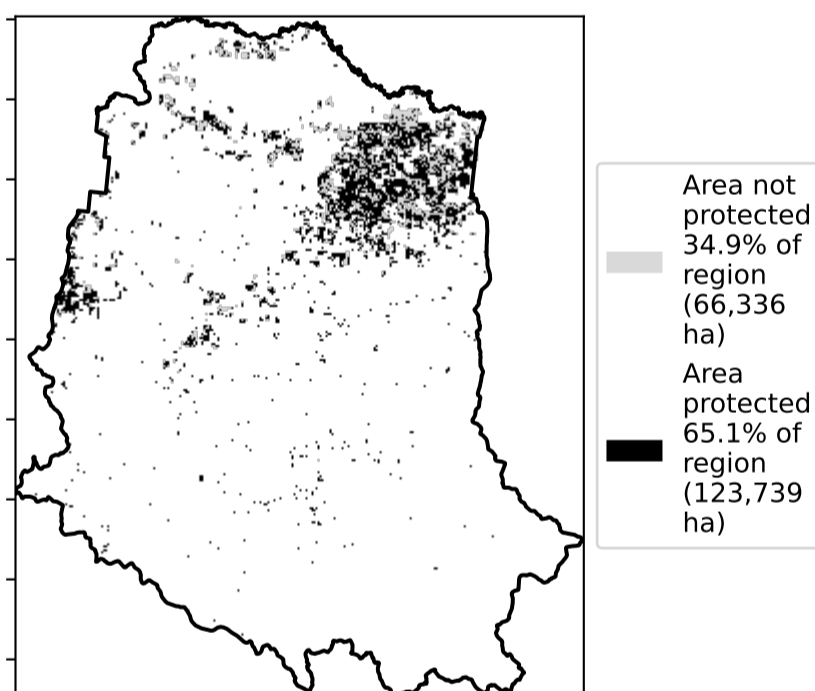 Area not
protected
34.9% of
region
(66,336
ha)
Area
protected
65.1% of
region
(123,739
ha)